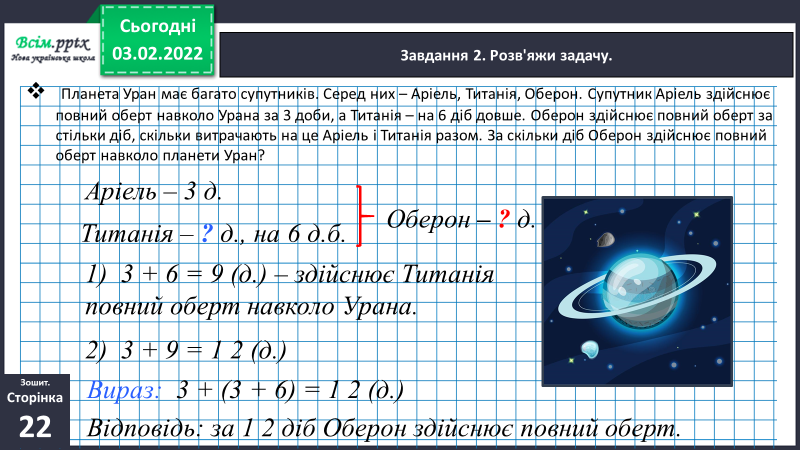 Всім.pptx
Нова українська школа
Сьогодні
03.02.2022
Завдання 2. Розв'яжи задачу.
❖ Планета Уран має багато супутників. Серед них – Аріель, Титанія, Оберон. Супутник Аріель здійснює
повний оберт навколо Урана за 3 доби, а Титанія – на 6 діб довше. Оберон здійснює повний оберт за
стільки діб, скільки витрачають на це Аріель і Титанія разом. За скільки діб Оберон здійснює повний
оберт навколо планети Уран?
Аріель – 3 д.
Титанія – ? д., на 6 д.б.
Оберон – ? д.
1) 3 + 6 = 9 (д.) – здійснює Титанія
повний оберт навколо Урана.
2) 3 + 9 = 1 2 (д.)
Вираз: 3 + (3 + 6) = 1 2 (д.)
Відповідь: за 1 2 діб Оберон здійснює повний оберт.
Зошит.
Сторінка
22